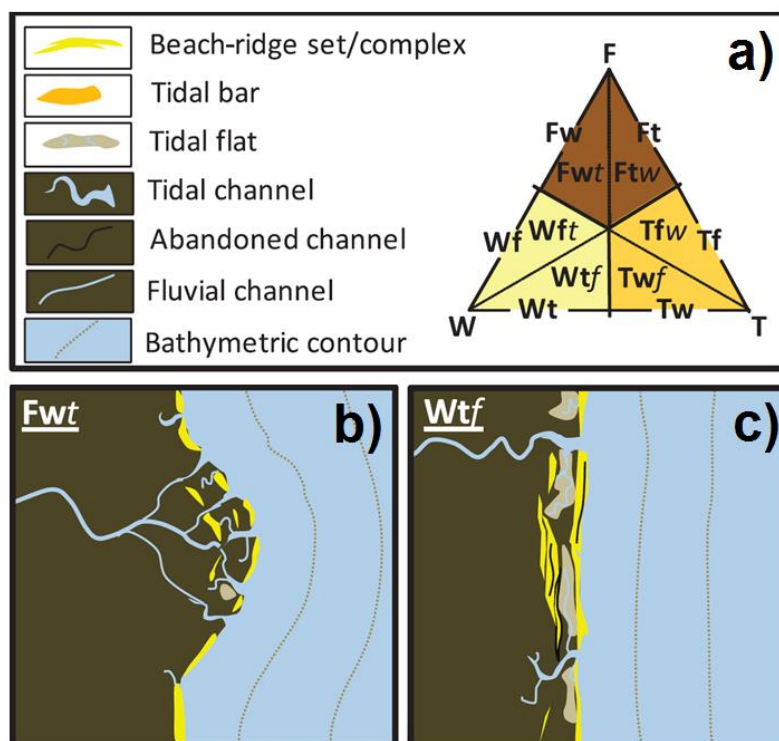 Beach-ridge set/complex
Tidal bar
Tidal flat
Tidal channel
Abandoned channel
Fluvial channel
Bathymetric contour
a)
F
Fw Ft
Fwt Ftw
Wf Wft Tfw Tf
Wtf Twf
W Wt Tw T
Fwt b)
Wtf c)